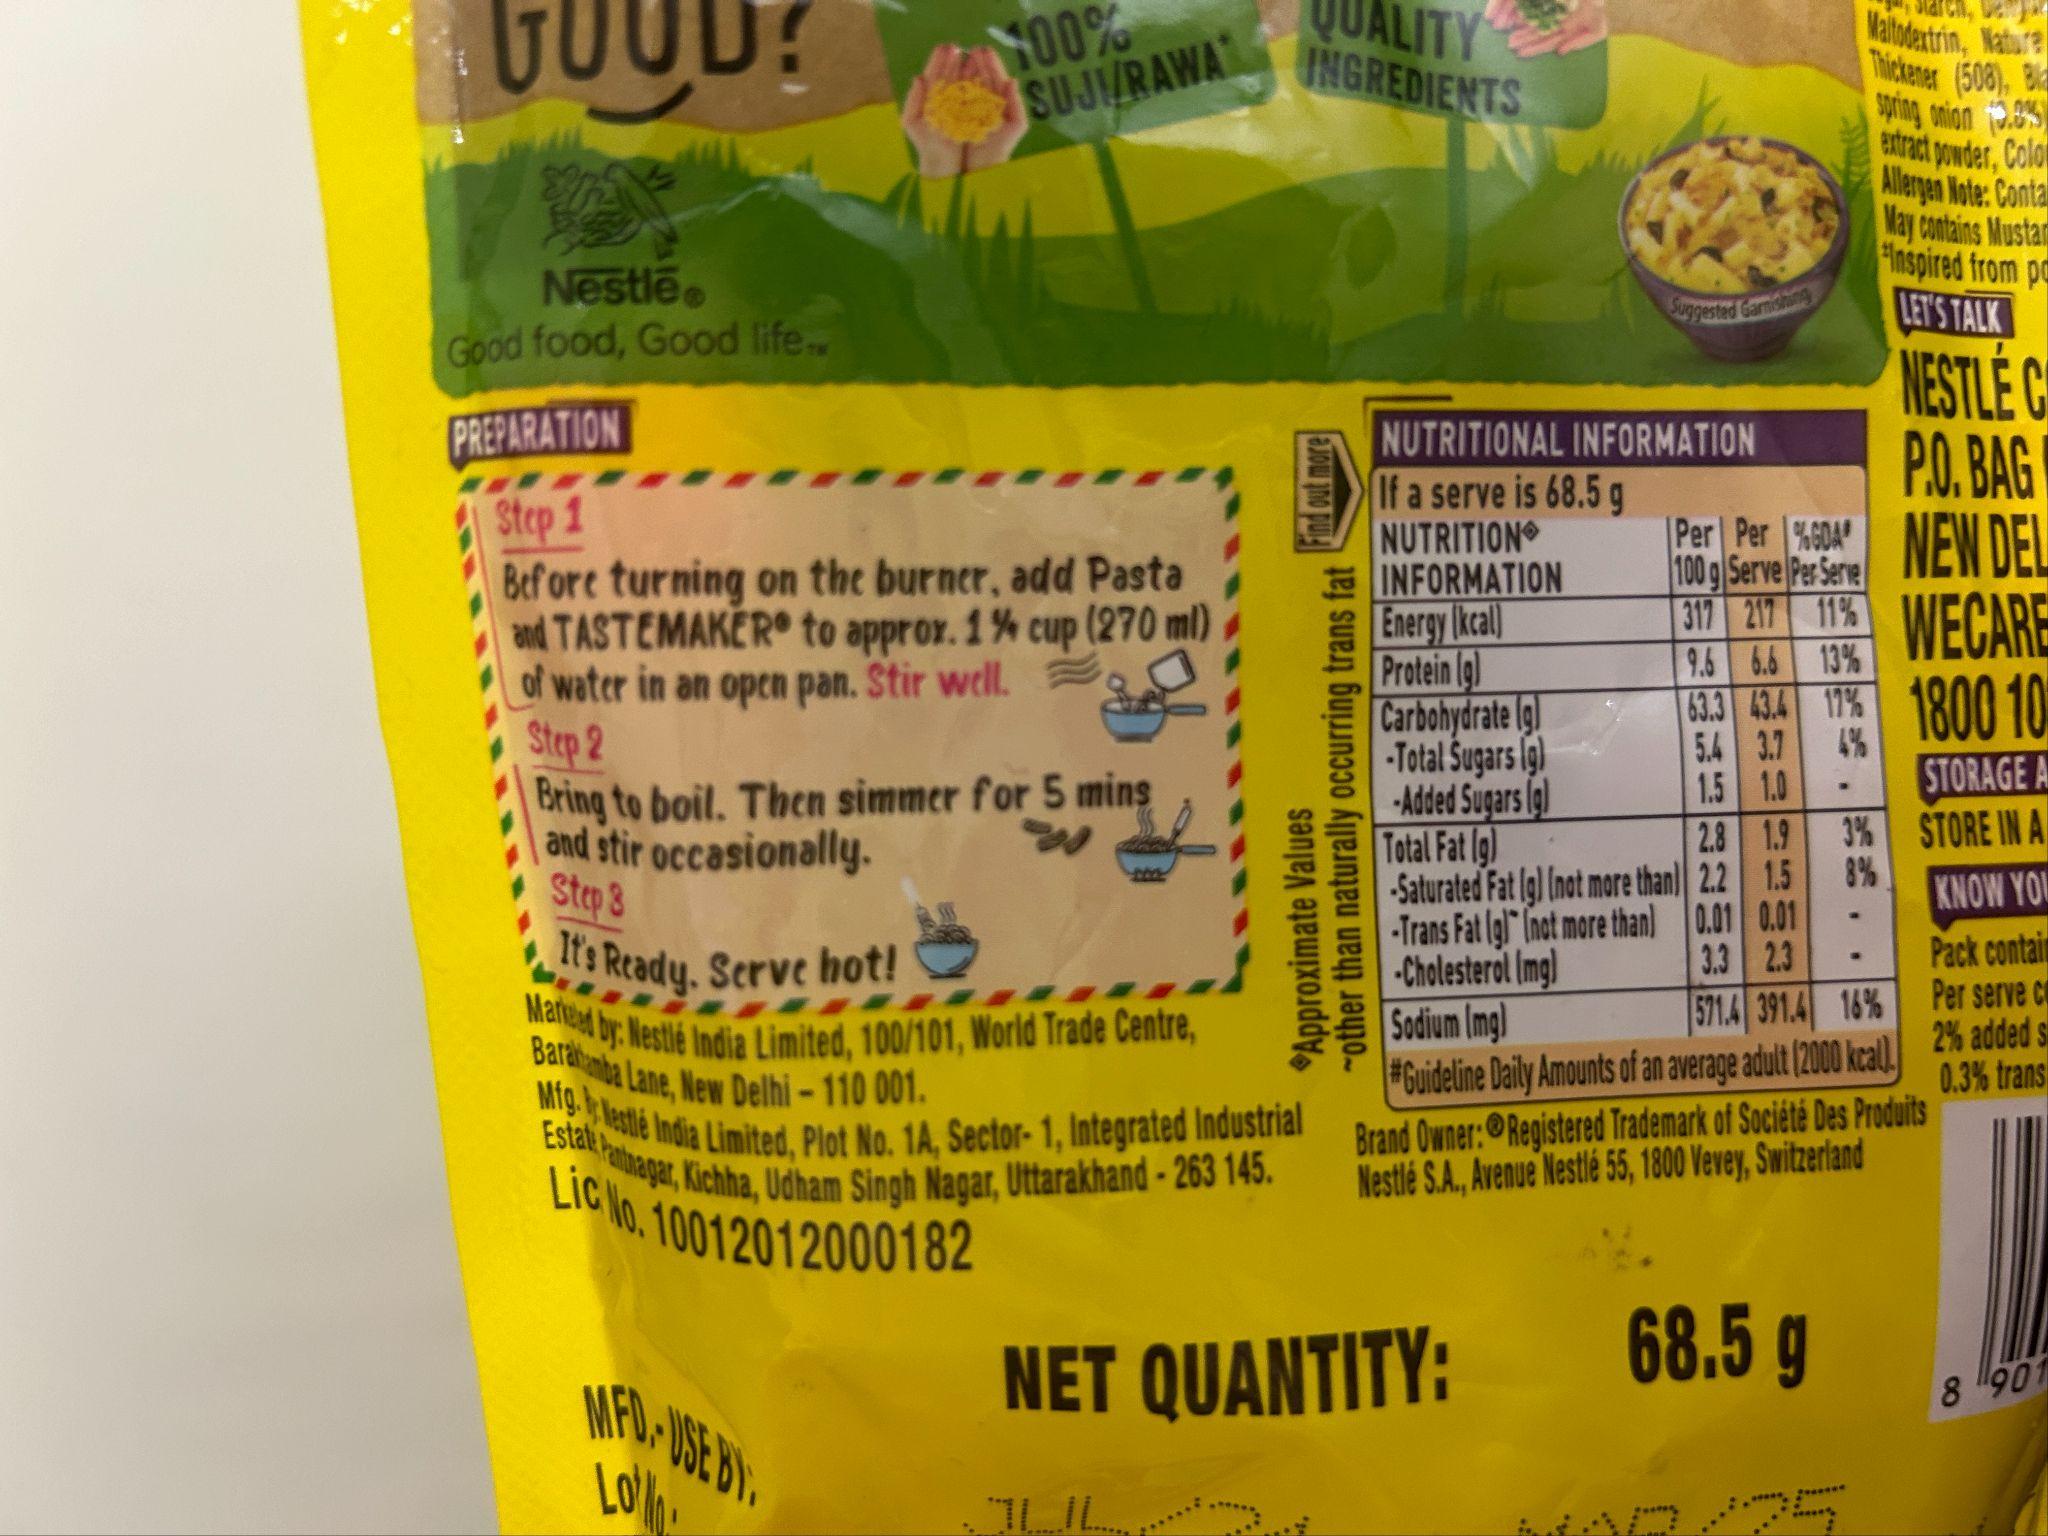 GOOD?
100%
SUJI/RAWA*
QUALITY
INGREDIENTS
Nestlé®
Good food, Good life™
Suggested Garnishing
Maltodextrin,
Thickener (508),
spring onion
extract powder,
Allergen Note:
May contains
#Inspired from
LET'S TALK
NESTLÉ
P.O. BAG
NEW
WECARE
1800 10
STORAGE
STORE IN A
KNOW
Pack
Per serve
2% added
0.3% trans
PREPARATION
Step 1
Before turning on the burner, add Pasta
and TASTEMAKER® to approx. 1 ¼ cup (270 ml)
of water in an open pan. Stir well.
Step 2
Bring to boil. Then simmer for 5 mins
and stir occasionally.
Step 3
It's Ready. Serve hot!
Find out more
◈Approximate Values
~other than naturally occurring trans fat
NUTRITIONAL INFORMATION
If a serve is 68.5 g
NUTRITION◈ INFORMATION Per 100 g Per Serve %GDA# Per Serve
Energy (kcal) 317 217 11%
Protein (g) 9.6 6.6 13%
Carbohydrate (g) 63.3 43.4 17%
-Total Sugars (g) 5.4 3.7 4%
-Added Sugars (g) 1.5 1.0 -
Total Fat (g) 2.8 1.9 3%
-Saturated Fat (g) (not more than) 2.2 1.5 8%
-Trans Fat (g)~ (not more than) 0.01 0.01 -
-Cholesterol (mg) 3.3 2.3 -
Sodium (mg) 571.4 391.4 16%
#Guideline Daily Amounts of an average adult (2000 kcal).
Marketed by: Nestlé India Limited, 100/101, World Trade Centre,
Barakhamba Lane, New Delhi – 110 001.
Mfg. By: Nestlé India Limited, Plot No. 1A, Sector- 1, Integrated Industrial
Estate, Pantnagar, Kichha, Udham Singh Nagar, Uttarakhand - 263 145.
Lic. No. 10012012000182
Brand Owner: ®Registered Trademark of Société Des Produits
Nestlé S.A., Avenue Nestlé 55, 1800 Vevey, Switzerland
NET QUANTITY: 68.5 g
8 901
MFD.- USE BY:
Lot No.: